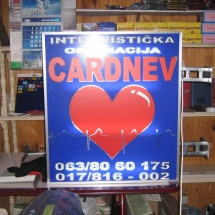 INTERNISTIČKA
ORDINACIJA
CARDNEV
063/80 60 175
017/816 - 002